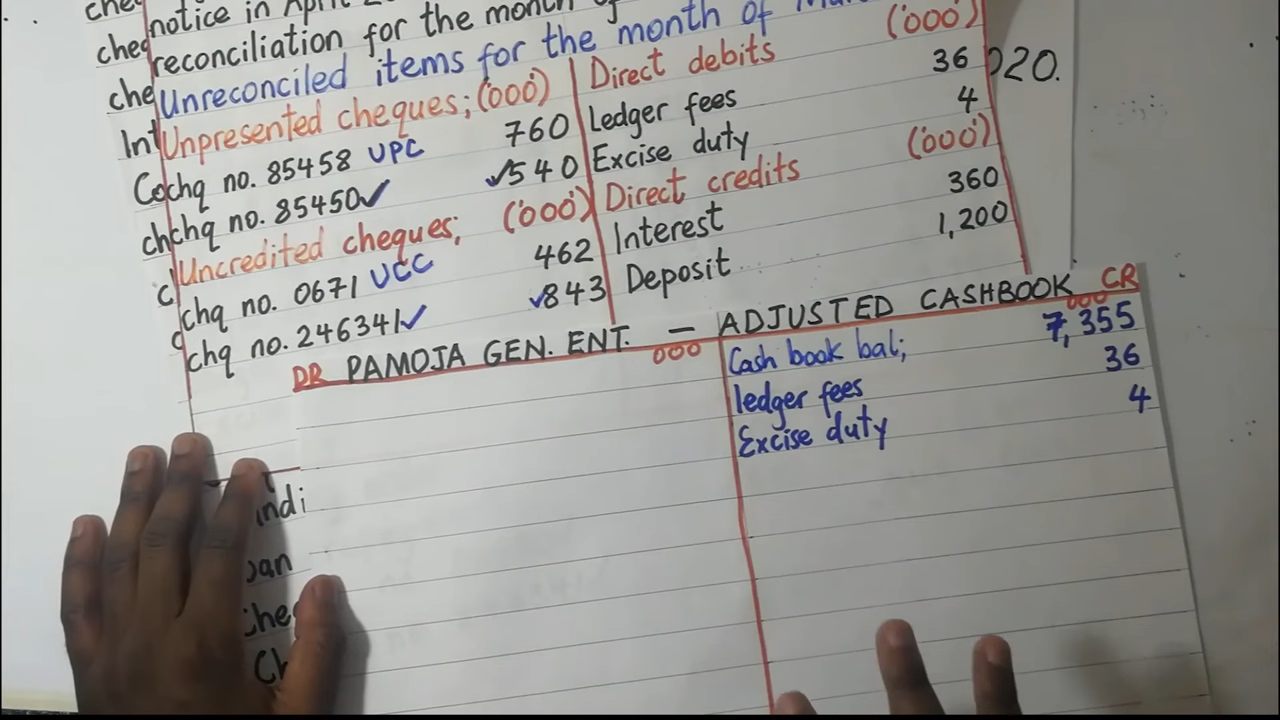 notice in April
reconciliation for the month of
Unreconciled items for the month of
Unpresented cheques; ('000')
chq no. 85458 UPC 760
chq no. 85450✓ ✓540
Uncredited cheques; ('000')
chq no. 0671 UCC 462
chq no. 246341✓ ✓843
Direct debits ('000')
Ledger fees 36
Excise duty 4
Direct credits ('000')
Interest 360
Deposit 1,200
020.
DR PAMOJA GEN. ENT. - ADJUSTED CASHBOOK CR
000 000
Cash book bal; 7,355
ledger fees 36
Excise duty 4